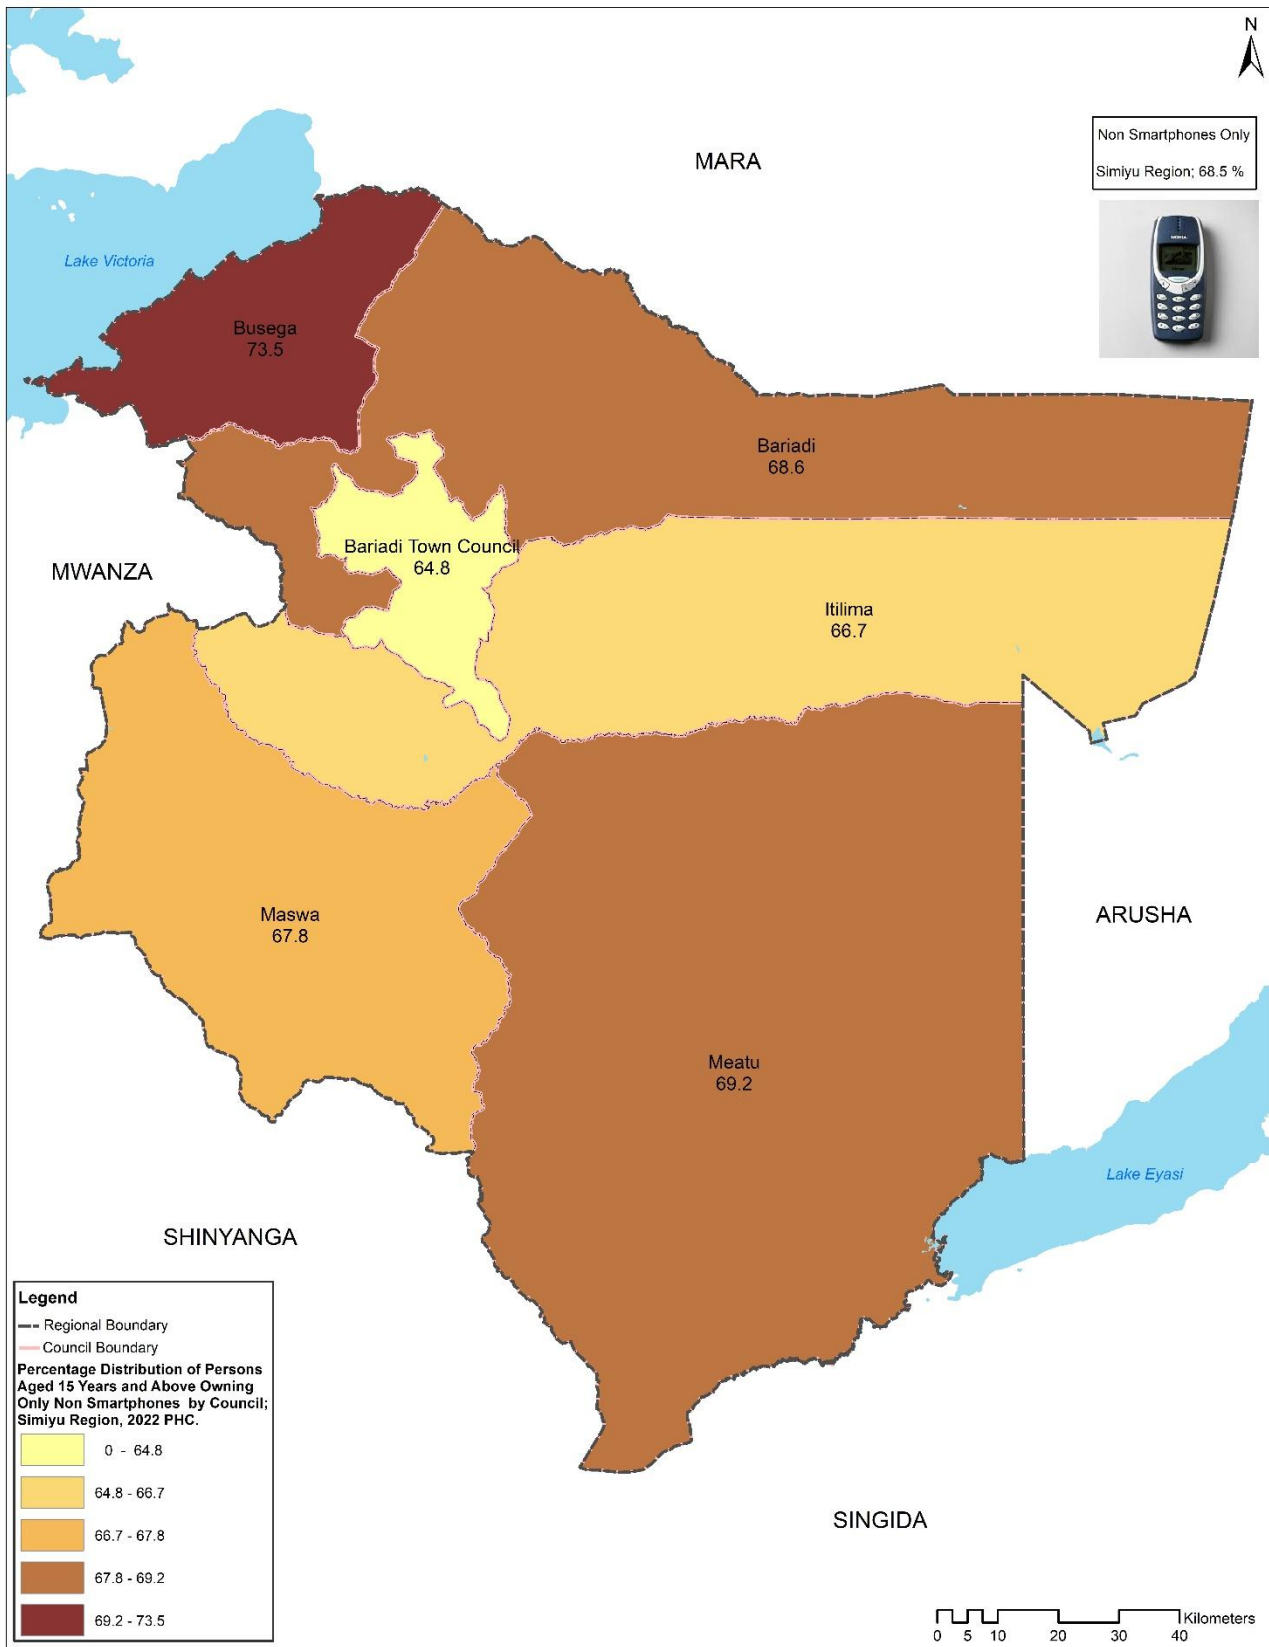 N
Non Smartphones Only
Simiyu Region; 68.5 %
NOKIA
MARA
Lake Victoria
Busega
73.5
Bariadi
68.6
Bariadi Town Council
64.8
MWANZA
Itilima
66.7
Maswa
67.8
ARUSHA
Meatu
69.2
Lake Eyasi
SHINYANGA
SINGIDA
Legend
Regional Boundary
Council Boundary
Percentage Distribution of Persons
Aged 15 Years and Above Owning
Only Non Smartphones by Council;
Simiyu Region, 2022 PHC.
0 - 64.8
64.8 - 66.7
66.7 - 67.8
67.8 - 69.2
69.2 - 73.5
Kilometers
0 5 10 20 30 40